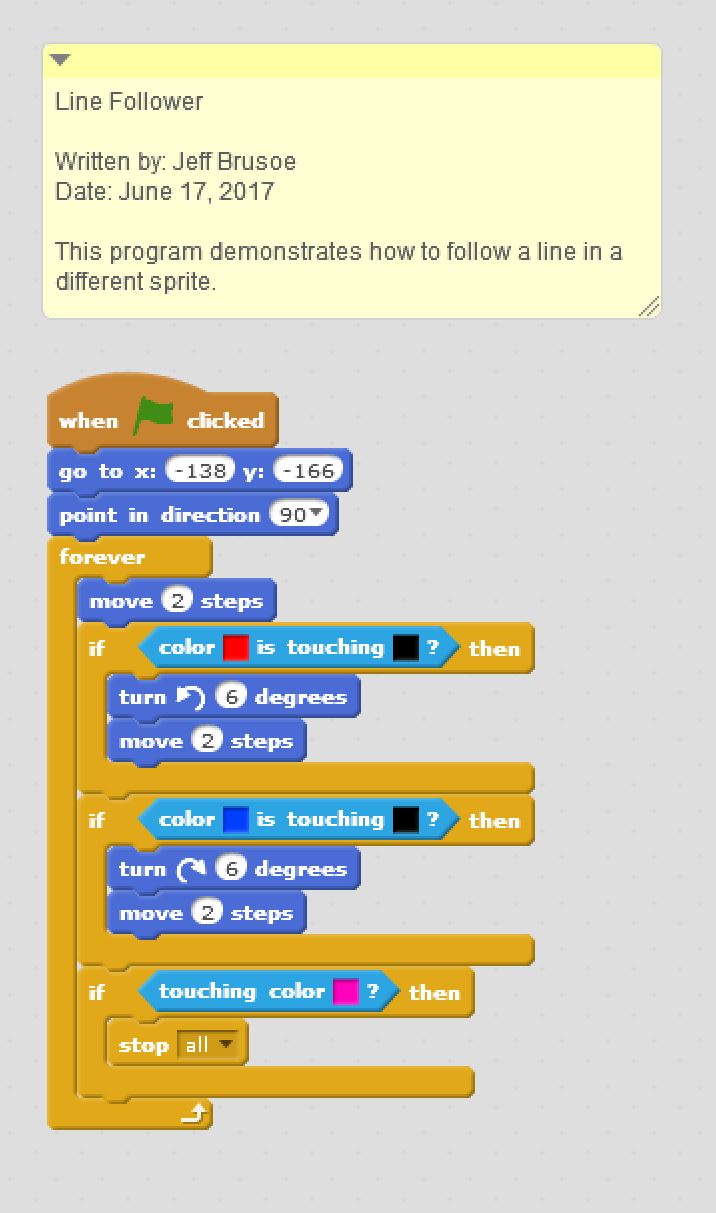 Line Follower
Written by: Jeff Brusoe
Date: June 17, 2017
This program demonstrates how to follow a line in a
different sprite.
when clicked
go to x: -138 y: -166
point in direction 90
forever
move 2 steps
if color is touching ? then
turn 6 degrees
move 2 steps
if color is touching ? then
turn 6 degrees
move 2 steps
if touching color ? then
stop all